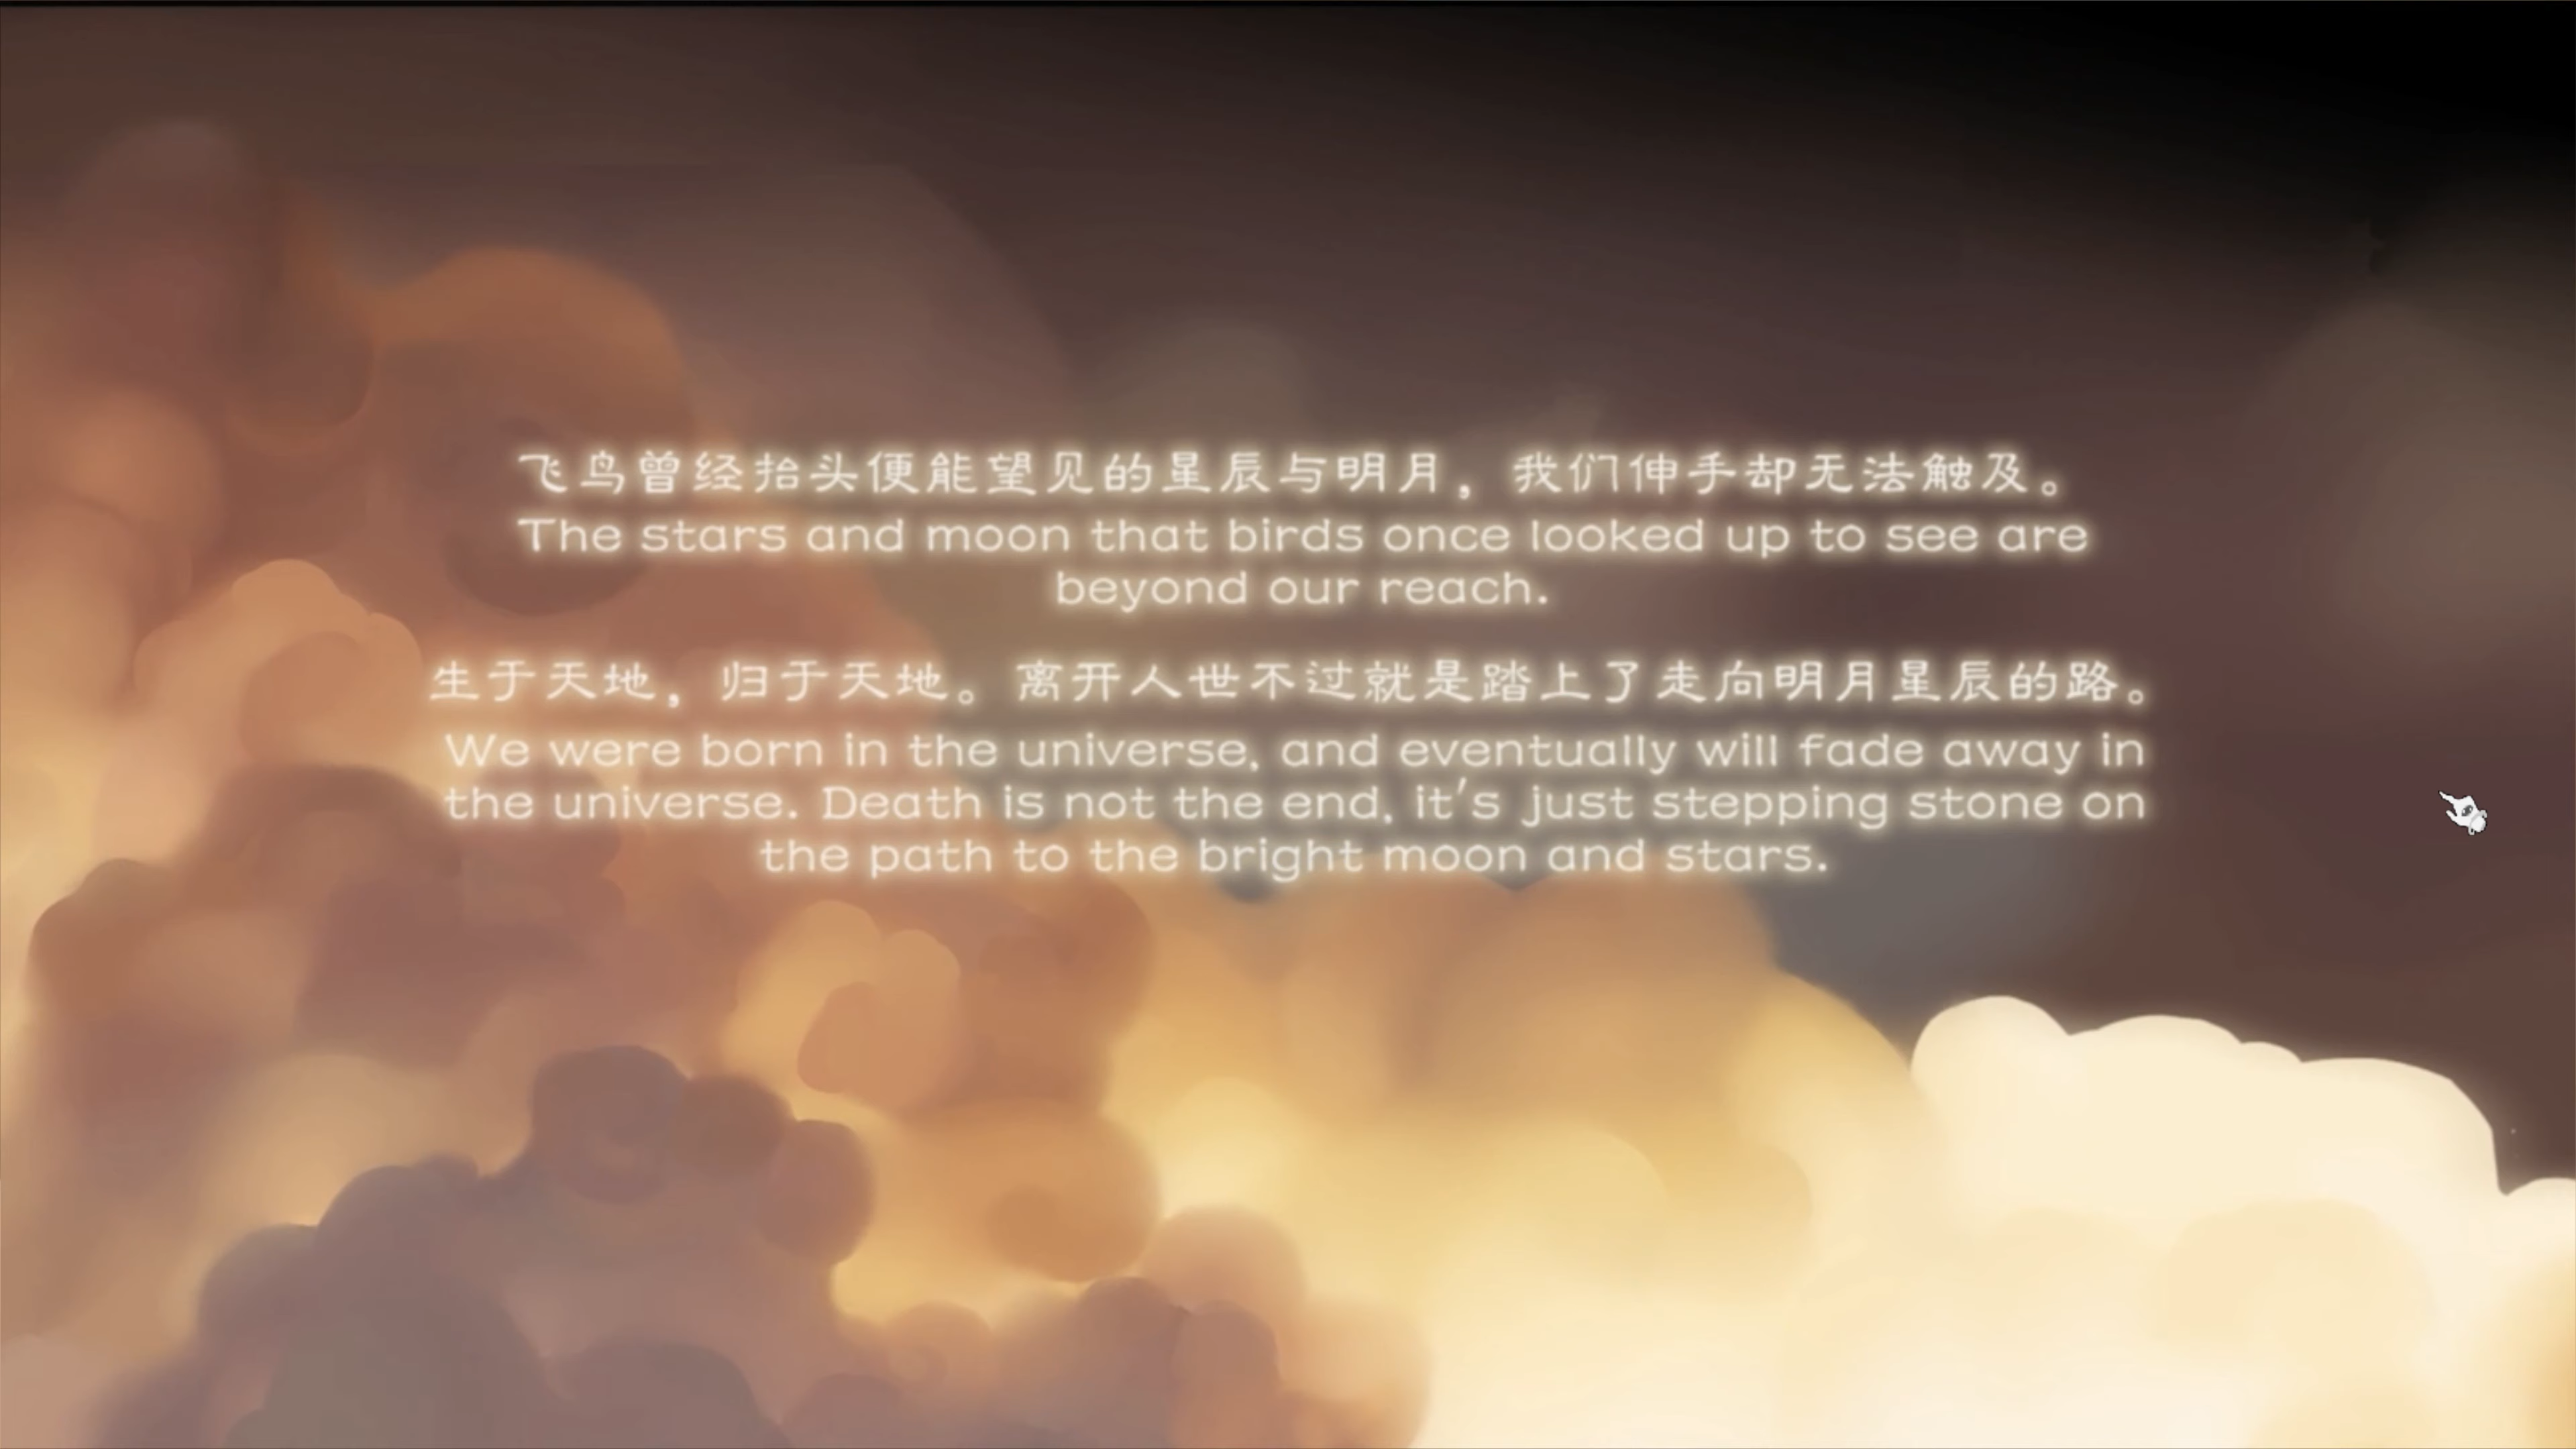 飞鸟曾经抬头便能望见的星辰与明月，我们伸手却无法触及。
The stars and moon that birds once looked up to see are
beyond our reach.
生于天地，归于天地。离开人世不过就是踏上了走向明月星辰的路。
We were born in the universe, and eventually will fade away in
the universe. Death is not the end, it's just stepping stone on
the path to the bright moon and stars.